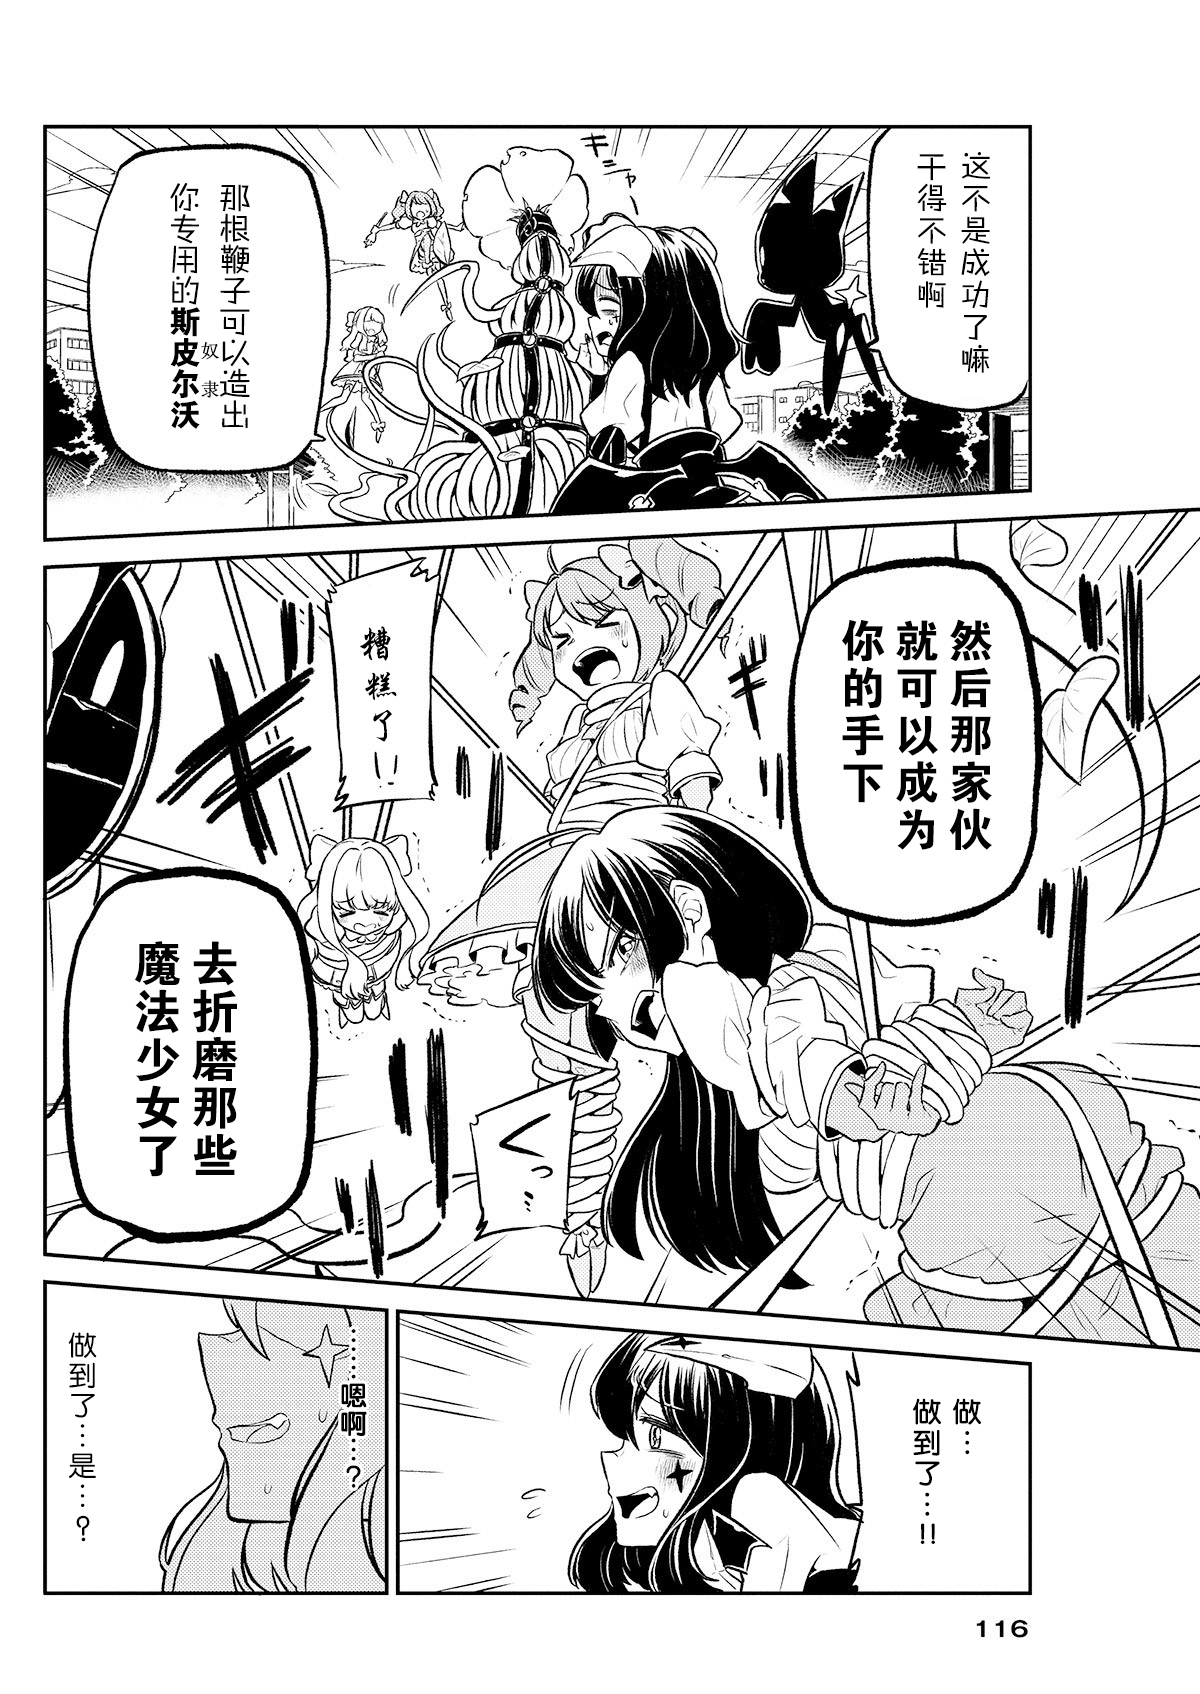 这不是成功了嘛
干得不错啊
キシャッ
那根鞭子可以造出
你专用的斯皮尔沃
奴隶
然后那家伙
就可以成为
你的手下
糟糕了!!
去折磨那些
魔法少女了
くっ
做…
做到了…!!
……嗯啊…?
做到了…是…?
116